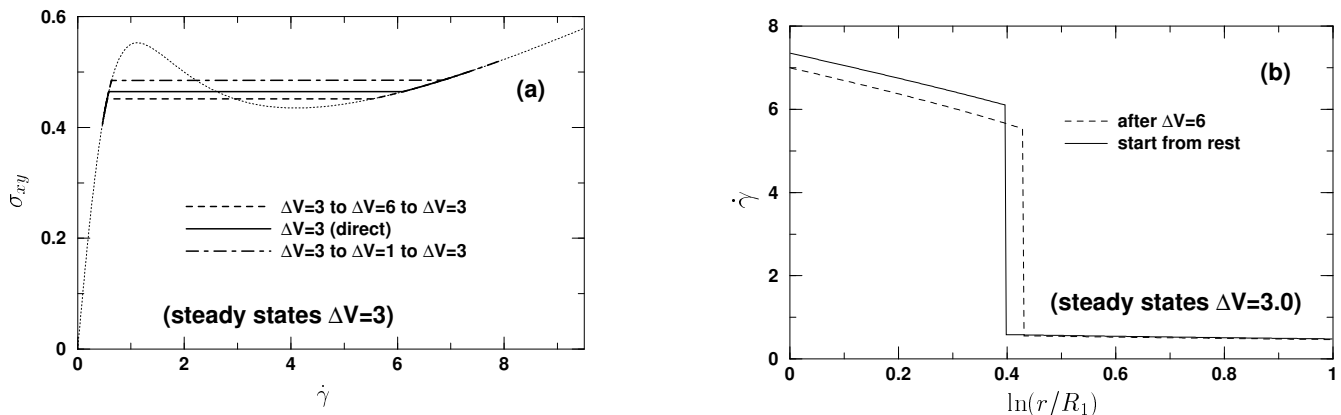 0.6
0.4
0.2
0
σxy
(a)
ΔV=3 to ΔV=6 to ΔV=3
ΔV=3 (direct)
ΔV=3 to ΔV=1 to ΔV=3
(steady states ΔV=3)
0 2 4 6 8
γ̇
8
6
4
2
0
γ̇
(b)
after ΔV=6
start from rest
(steady states ΔV=3.0)
0 0.2 0.4 0.6 0.8 1
ln(r/R1)